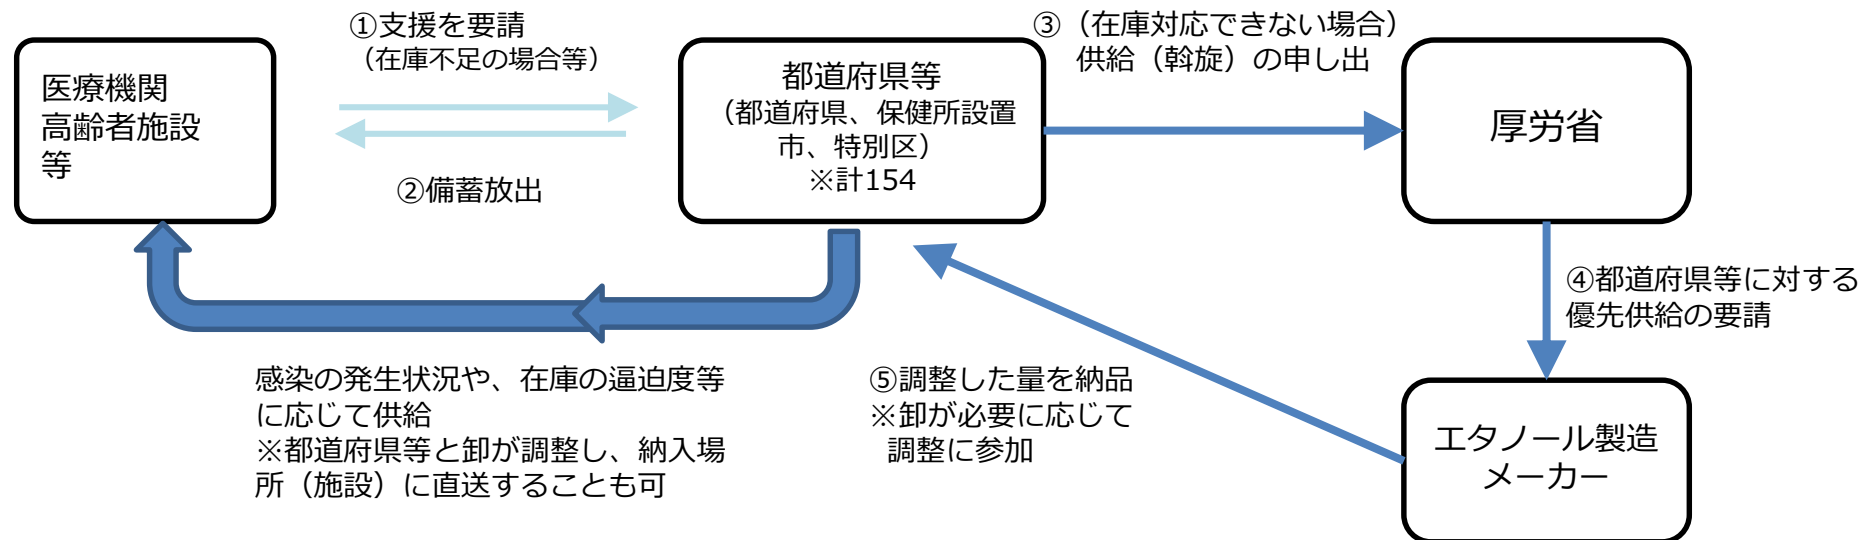 ①支援を要請
（在庫不足の場合等）
③（在庫対応できない場合）
供給（斡旋）の申し出
医療機関
高齢者施設
等
都道府県等
（都道府県、保健所設置
市、特別区）
※計154
厚労省
②備蓄放出
④都道府県等に対する
優先供給の要請
感染の発生状況や、在庫の逼迫度等
に応じて供給
※都道府県等と卸が調整し、納入場
所（施設）に直送することも可
⑤調整した量を納品
※卸が必要に応じて
調整に参加
エタノール製造
メーカー